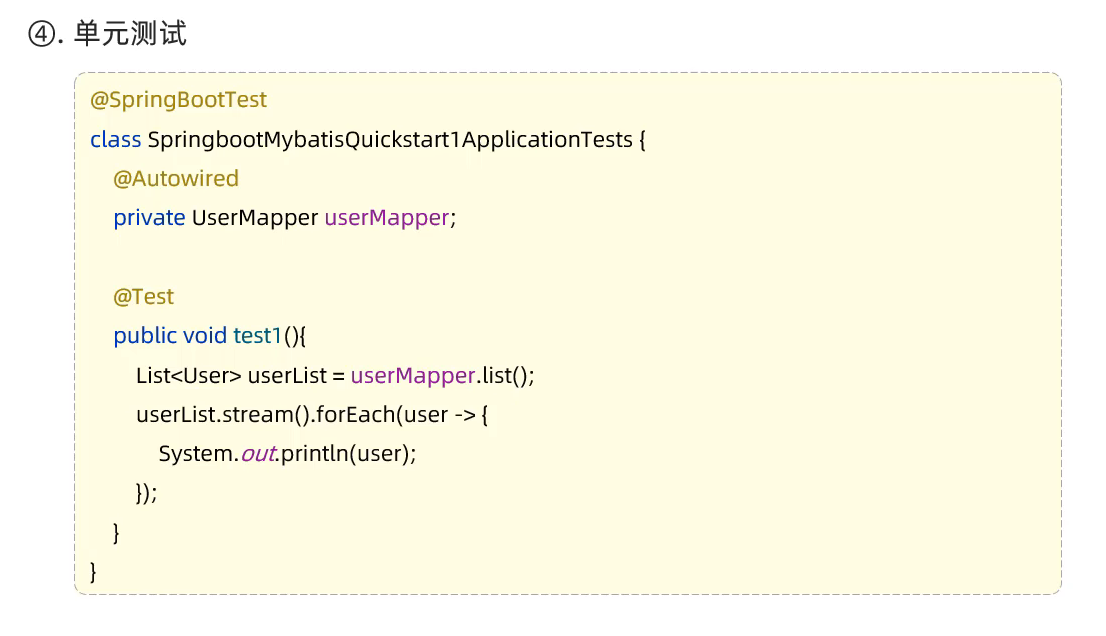 ④. 单元测试
@SpringBootTest
class SpringbootMybatisQuickstart1ApplicationTests {
@Autowired
private UserMapper userMapper;
@Test
public void test1(){
List<User> userList = userMapper.list();
userList.stream().forEach(user -> {
System.out.println(user);
});
}
}